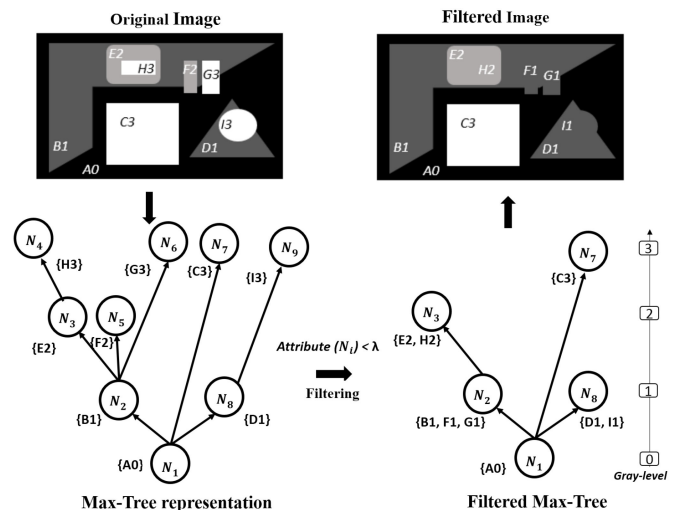 Original Image
Filtered Image
E2
H3
F2
G3
C3
I3
B1
D1
A0
E2
H2
F1
G1
C3
I1
B1
D1
A0
N4
{H3}
N6
{G3}
N7
{C3}
N9
{I3}
N3
{E2}
N5
{F2}
N2
{B1}
N8
{D1}
N1
{A0}
Attribute (Ni) < λ
Filtering
N7
{C3}
N3
{E2, H2}
N2
{B1, F1, G1}
N8
{D1, I1}
N1
{A0}
3
2
1
0
Gray-level
Max-Tree representation
Filtered Max-Tree